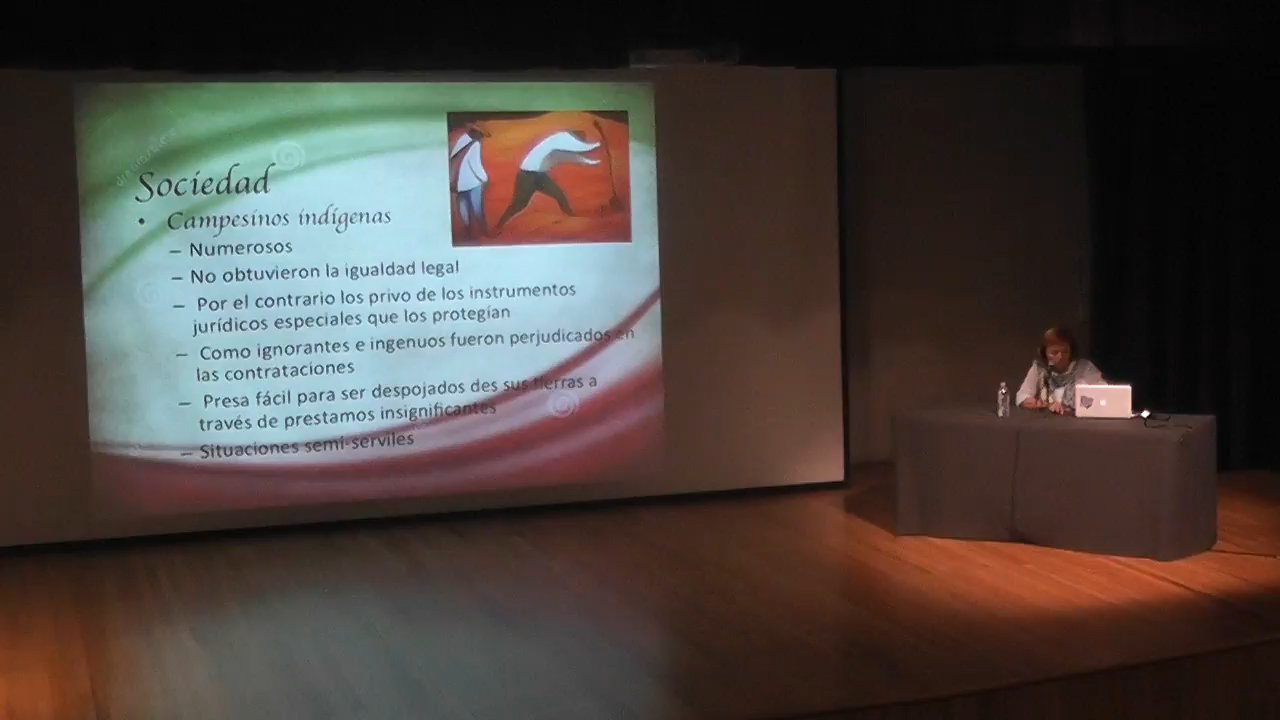 Sociedad
• Campesinos indígenas
– Numerosos
– No obtuvieron la igualdad legal
– Por el contrario los privo de los instrumentos
jurídicos especiales que los protegían
– Como ignorantes e ingenuos fueron perjudicados en
las contrataciones
– Presa fácil para ser despojados des sus tierras a
través de prestamos insignificantes
– Situaciones semi-serviles